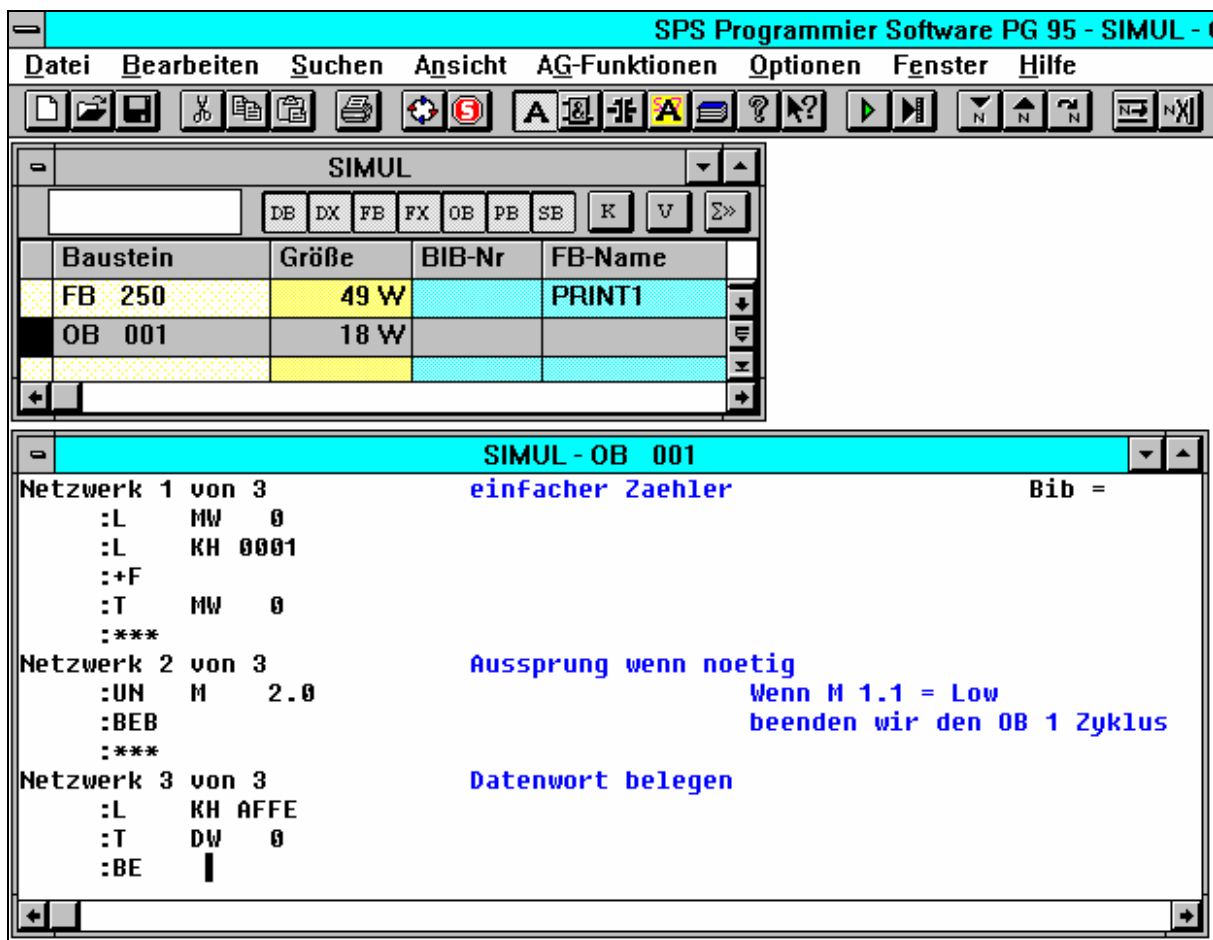 SPS Programmier Software PG 95 - SIMUL -
Datei Bearbeiten Suchen Ansicht AG-Funktionen Optionen Fenster Hilfe
SIMUL
DB DX FB FX OB PB SB K V Σ»
Baustein Größe BIB-Nr FB-Name
FB 250 49 W PRINT1
OB 001 18 W
SIMUL - OB 001
Netzwerk 1 von 3 einfacher Zaehler Bib =
:L MW 0
:L KH 0001
:+F
:T MW 0
:***
Netzwerk 2 von 3 Aussprung wenn noetig
:UN M 2.0 Wenn M 1.1 = Low
:BEB beenden wir den OB 1 Zyklus
:***
Netzwerk 3 von 3 Datenwort belegen
:L KH AFFE
:T DW 0
:BE